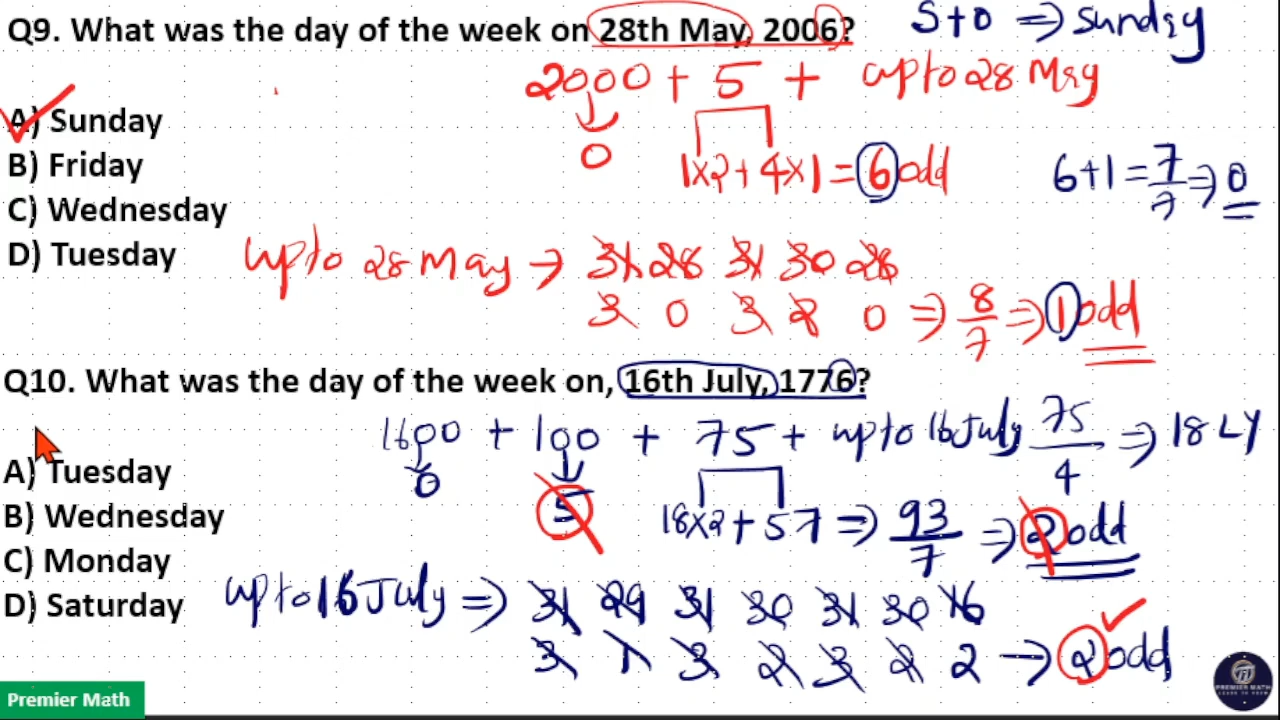 Q9. What was the day of the week on 28th May, 2006?
S+0 ⇒ Sunday
2000 + 5 + upto 28 May
A) Sunday
0
1×2 + 4×1 = 6 odd
6+1 = 7/7 ⇒ 0
B) Friday
C) Wednesday
D) Tuesday
upto 28 May → 31 28 31 30 28
3 0 3 2 0 ⇒ 8/7 ⇒ 1 odd
Q10. What was the day of the week on, 16th July, 1776?
1600 + 100 + 75 + upto 16 July
75/4 ⇒ 18 LY
0
5
A) Tuesday
18×2 + 57 ⇒ 93/7 ⇒ 2 odd
B) Wednesday
C) Monday
D) Saturday
upto 16 July ⇒ 31 29 31 30 31 30 16
3 1 3 2 3 2 2 → 2 odd
Premier Math
PREMIER MATH
LEARN TO KNOW